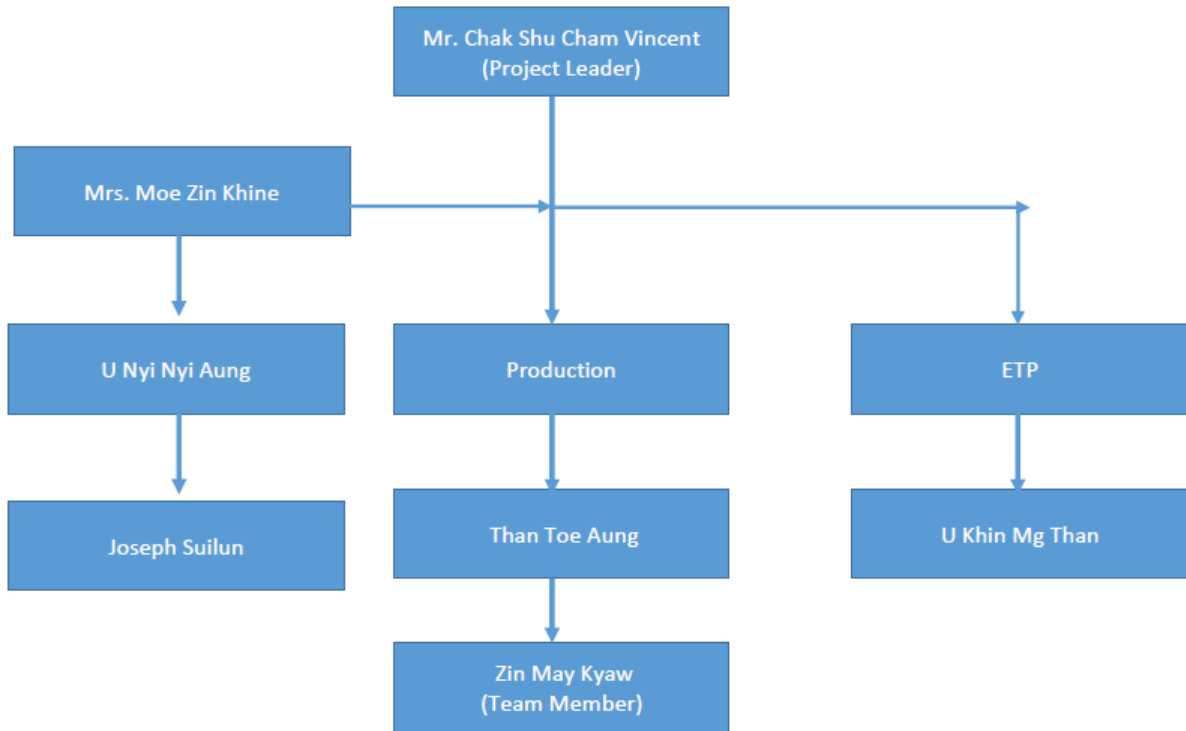 Mr. Chak Shu Cham Vincent
(Project Leader)
Mrs. Moe Zin Khine
U Nyi Nyi Aung
Production
ETP
Joseph Suilun
Than Toe Aung
U Khin Mg Than
Zin May Kyaw
(Team Member)